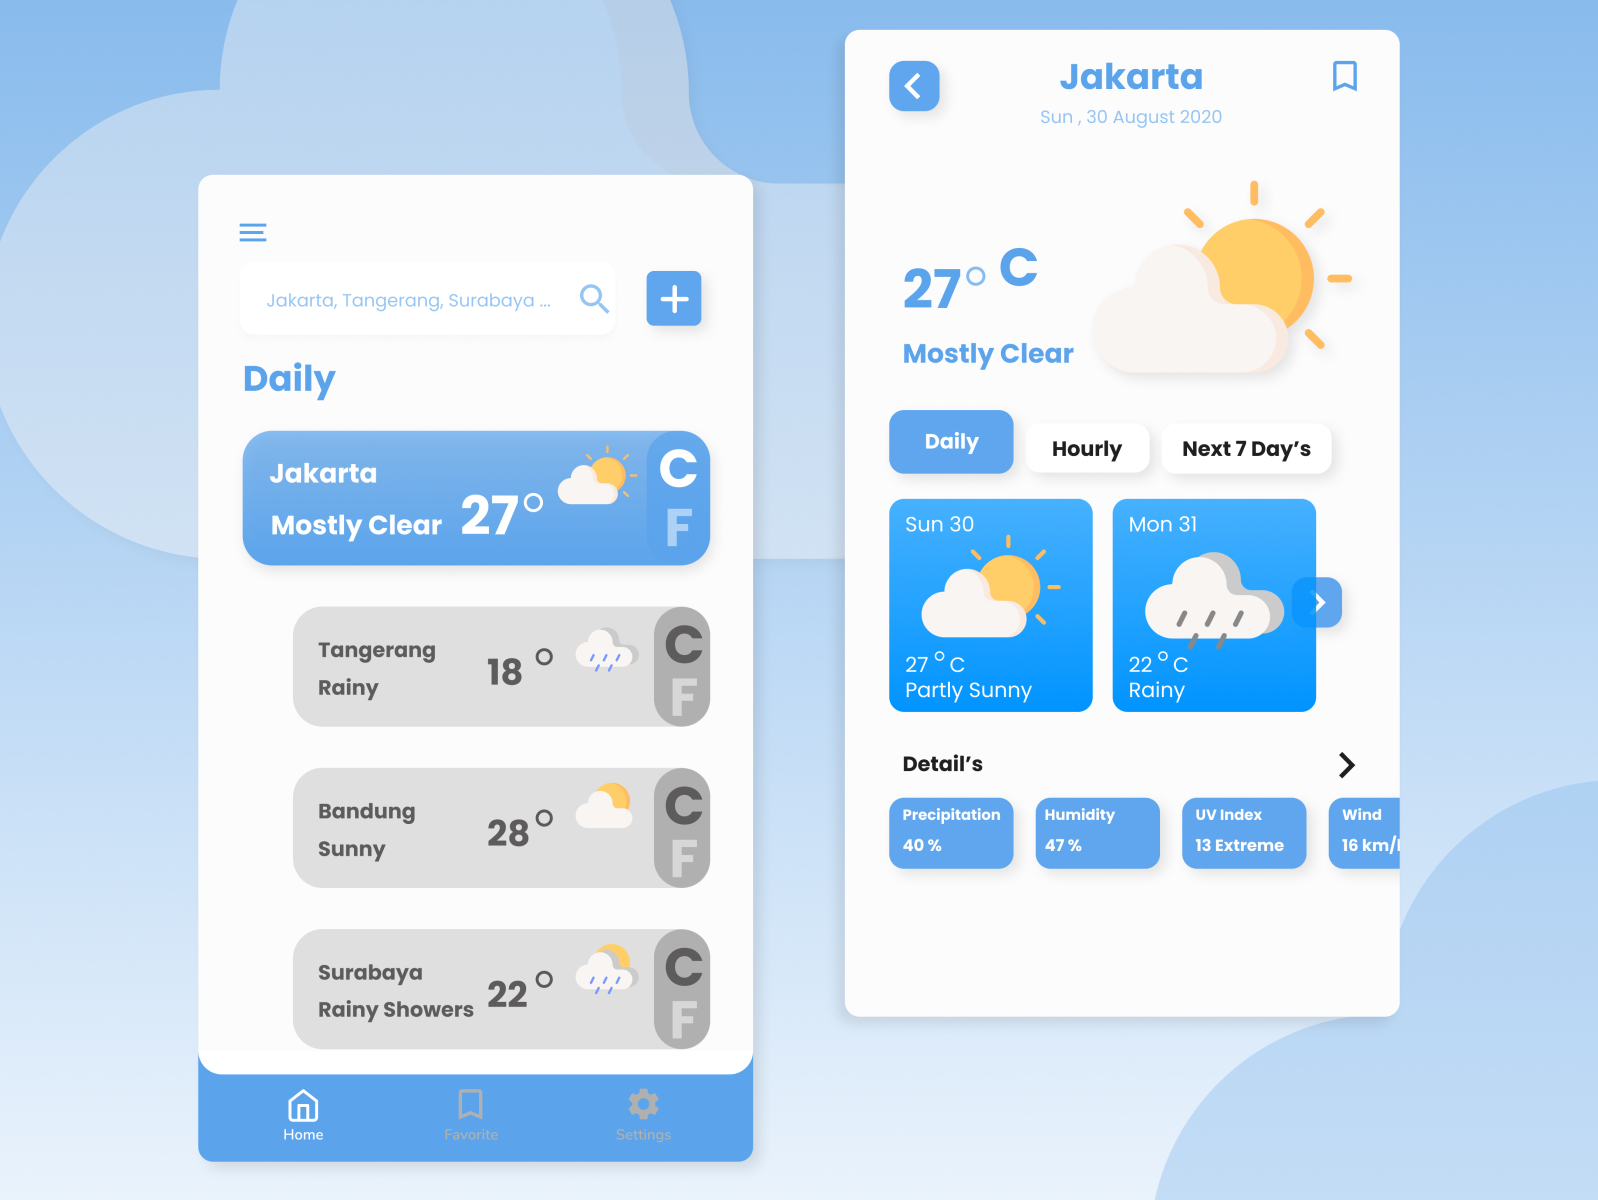 Jakarta, Tangerang, Surabaya ...
Daily
Jakarta
Mostly Clear
27°
C
F
Tangerang
Rainy
18 °
C
F
Bandung
Sunny
28 °
C
F
Surabaya
Rainy Showers
22 °
C
F
Home
Favorite
Settings
Jakarta
Sun , 30 August 2020
27° C
Mostly Clear
Daily
Hourly
Next 7 Day’s
Sun 30
27 ° C
Partly Sunny
Mon 31
22 ° C
Rainy
Detail’s
Precipitation
40 %
Humidity
47 %
UV Index
13 Extreme
Wind
16